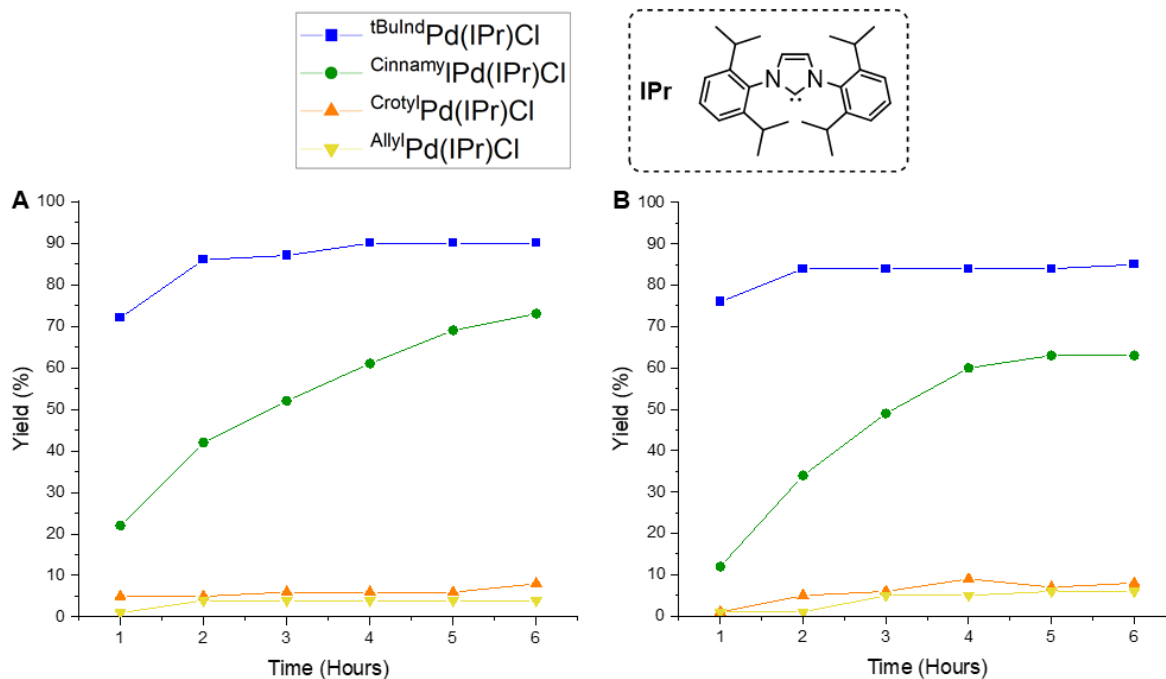 tBuIndPd(IPr)Cl
CinnamylPd(IPr)Cl
CrotylPd(IPr)Cl
AllylPd(IPr)Cl
IPr
N
N
A
100
90
80
70
60
50
40
30
20
10
0
Yield (%)
1 2 3 4 5 6
Time (Hours)
B
100
90
80
70
60
50
40
30
20
10
0
Yield (%)
1 2 3 4 5 6
Time (Hours)